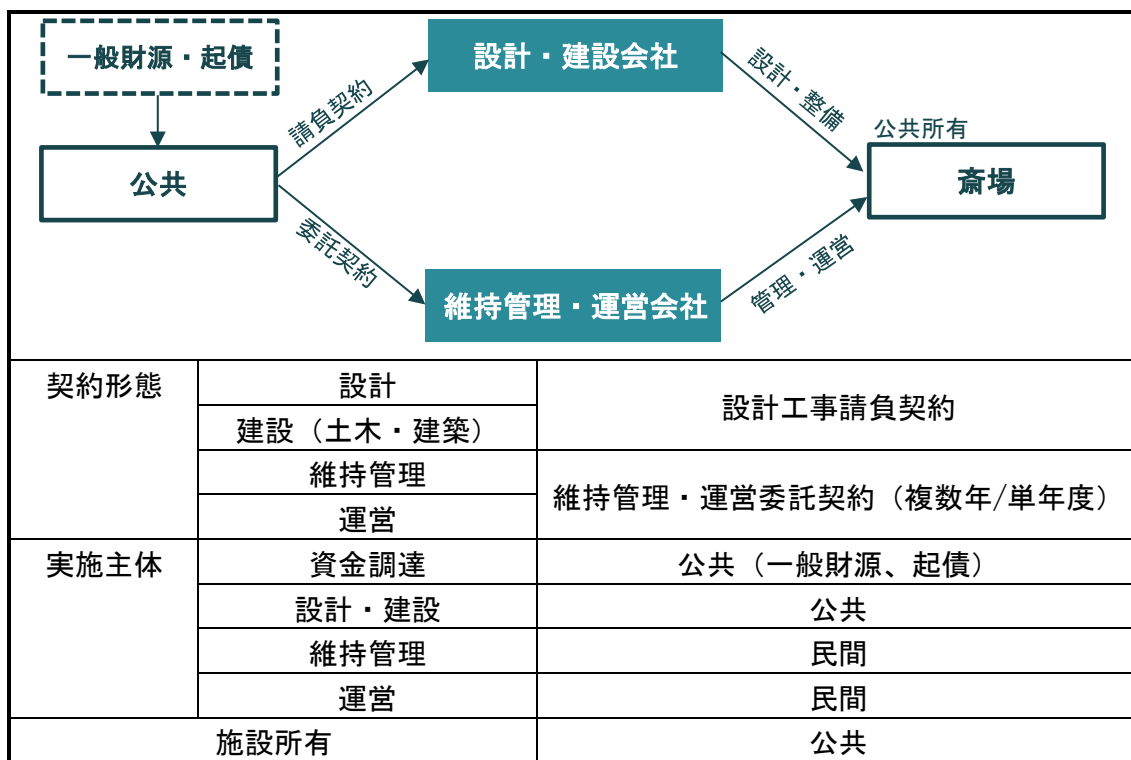 一般財源・起債
設計・建設会社
請負契約
設計・整備
公共所有
公共
斎場
委託契約
管理・運営
維持管理・運営会社
契約形態
設計
設計工事請負契約
建設（土木・建築）
維持管理
維持管理・運営委託契約（複数年/単年度）
運営
実施主体
資金調達
公共（一般財源、起債）
設計・建設
公共
維持管理
民間
運営
民間
施設所有
公共